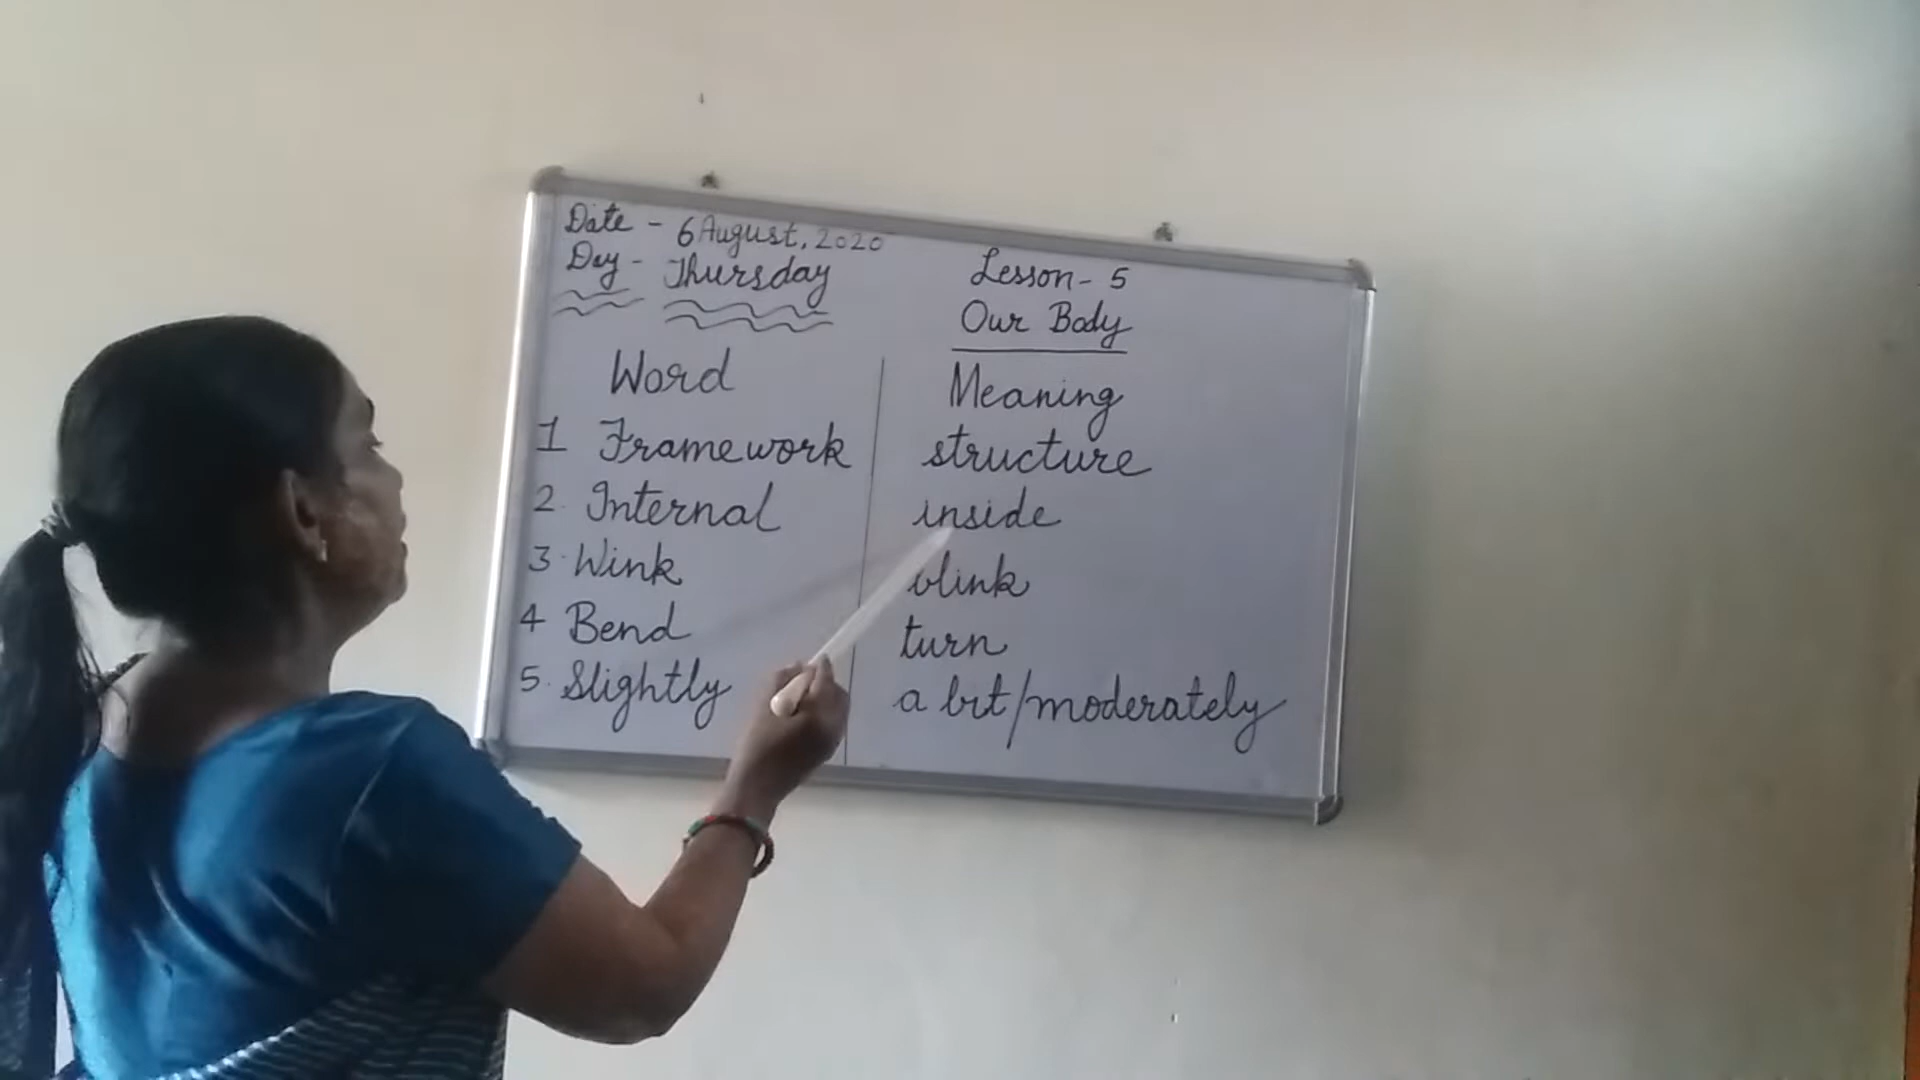 Date - 6 August, 2020
Day - Thursday
Lesson - 5
Our Body
Word Meaning
1 Framework structure
2. Internal inside
3. Wink blink
4 Bend turn
5. Slightly a bit/moderately